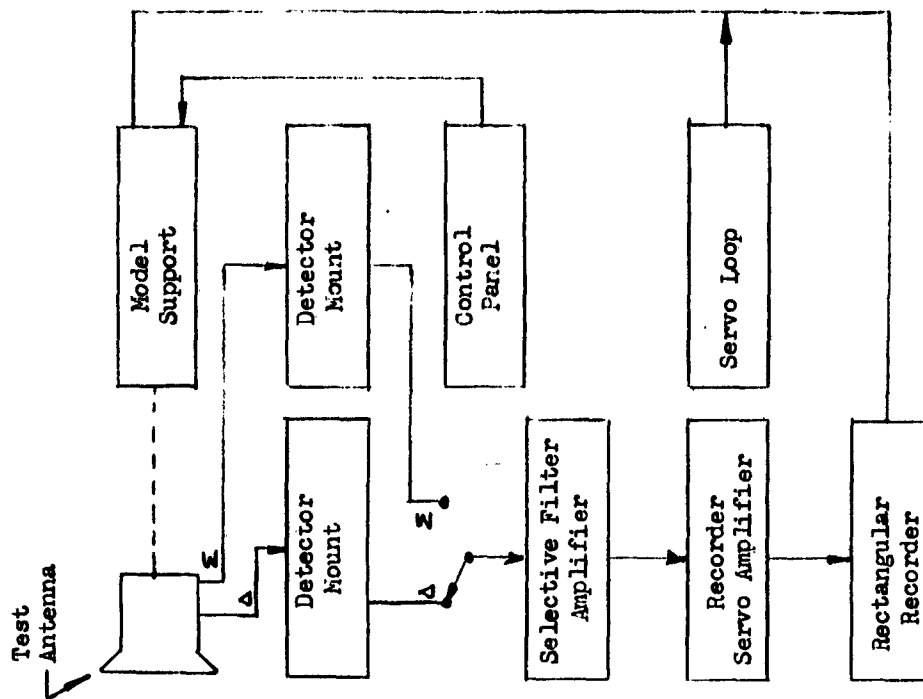 Test
Antenna
Model
Support
Σ
Δ
Detector
Mount
Detector
Mount
Control
Panel
Δ
Σ
Selective Filter
Amplifier
Recorder
Servo Amplifier
Servo Loop
Rectangular
Recorder